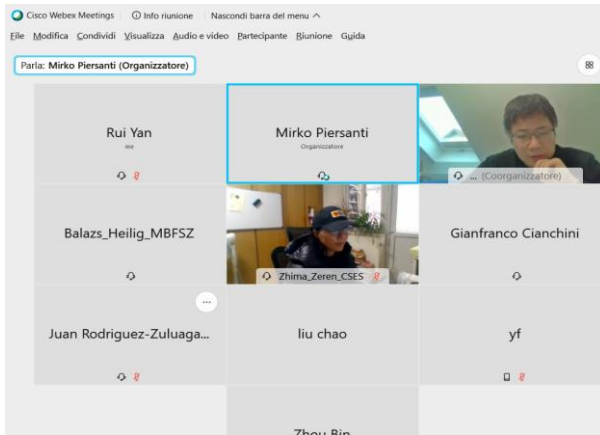 Cisco Webex Meetings
Info riunione
Nascondi barra del menu
File Modifica Condividi Visualizza Audio e video Partecipante Riunione Guida
Parla: Mirko Piersanti (Organizzatore)
Rui Yan
me
Mirko Piersanti
Organizzatore
... (Coorganizzatore)
Balazs_Heilig_MBFSZ
Zhima_Zeren_CSES
Gianfranco Cianchini
Juan Rodriguez-Zuluaga...
liu chao
yf
Zhou Bin